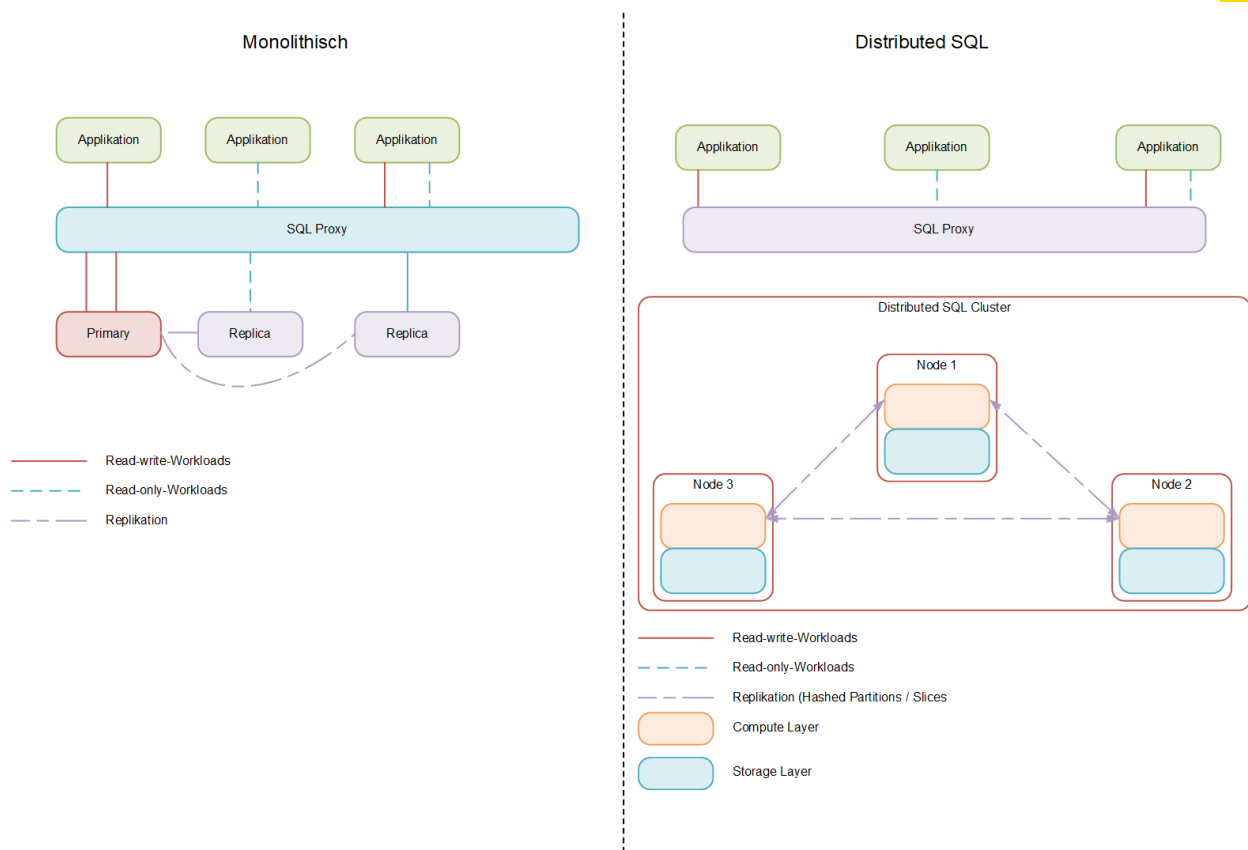 Monolithisch
Applikation
Applikation
Applikation
SQL Proxy
Primary
Replica
Replica
Read-write-Workloads
Read-only-Workloads
Replikation
Distributed SQL
Applikation
Applikation
Applikation
SQL Proxy
Distributed SQL Cluster
Node 1
Node 3
Node 2
Read-write-Workloads
Read-only-Workloads
Replikation (Hashed Partitions / Slices
Compute Layer
Storage Layer